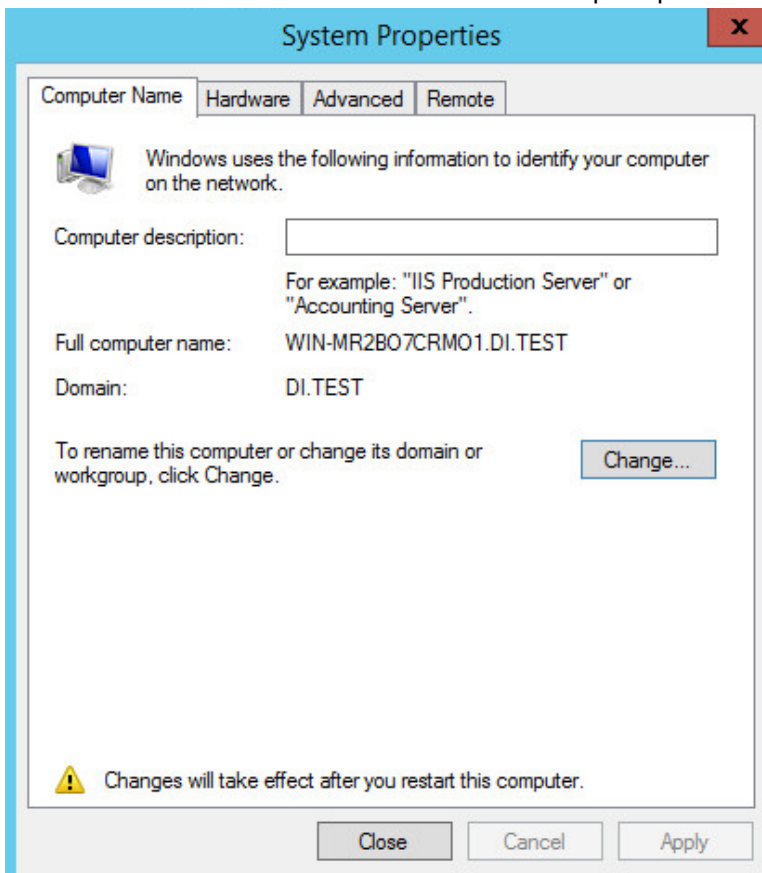 System Properties
x
Computer Name Hardware Advanced Remote
Windows uses the following information to identify your computer
on the network.
Computer description:
For example: "IIS Production Server" or
"Accounting Server".
Full computer name: WIN-MR2BO7CRMO1.DI.TEST
Domain: DI.TEST
To rename this computer or change its domain or
workgroup, click Change.
Change...
Changes will take effect after you restart this computer.
Close Cancel Apply